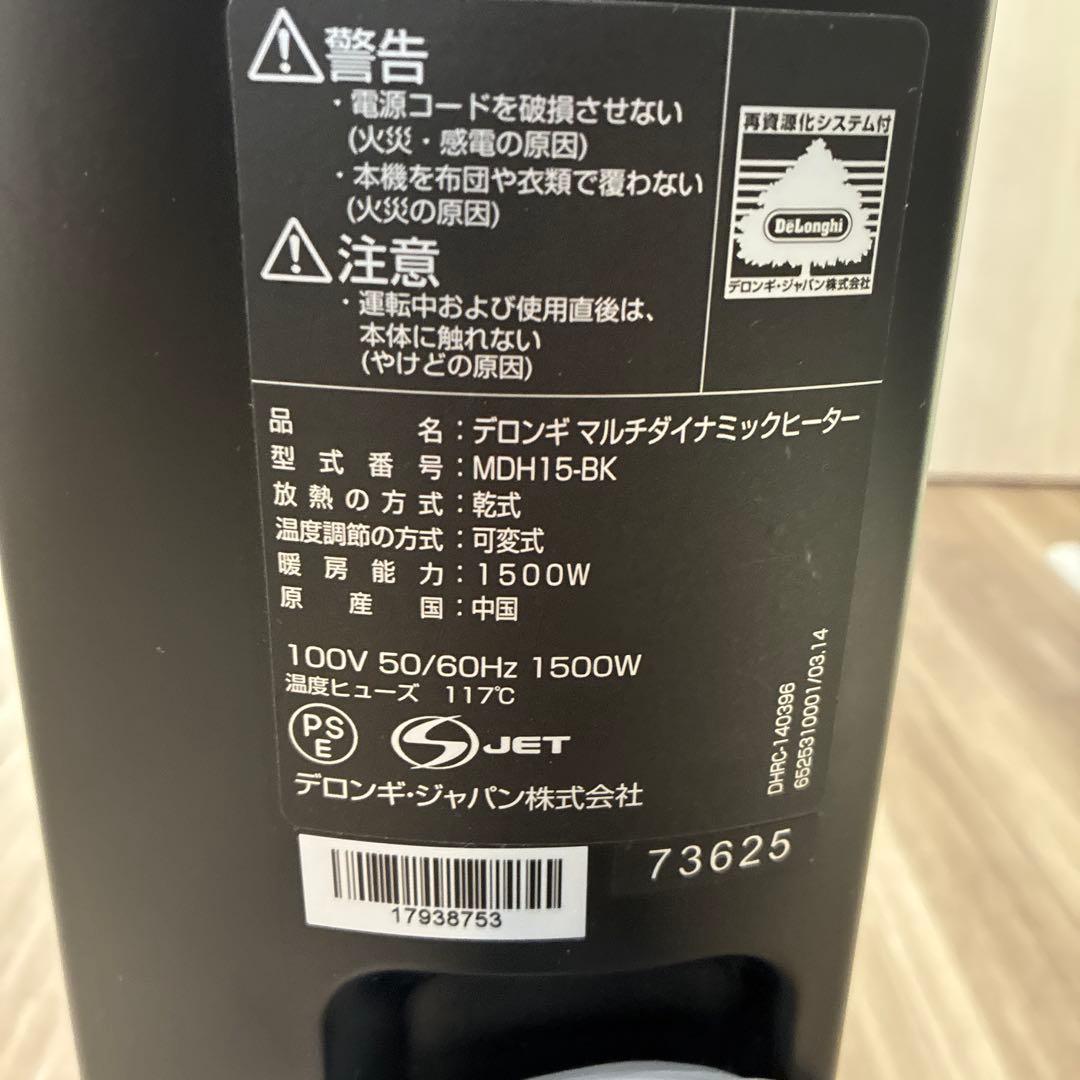 警告
・電源コードを破損させない
(火災・感電の原因)
・本機を布団や衣類で覆わない
(火災の原因)
注意
・運転中および使用直後は、
本体に触れない
(やけどの原因)
再資源化システム付
DeLonghi
デロンギ・ジャパン株式会社
品名：デロンギ マルチダイナミックヒーター
型式番号：MDH15-BK
放熱の方式：乾式
温度調節の方式：可変式
暖房能力：1500W
原産国：中国
100V 50/60Hz 1500W
温度ヒューズ 117℃
PS
E
JET
デロンギ・ジャパン株式会社
DHRC-140396
6525310001/03.14
17938753
73625